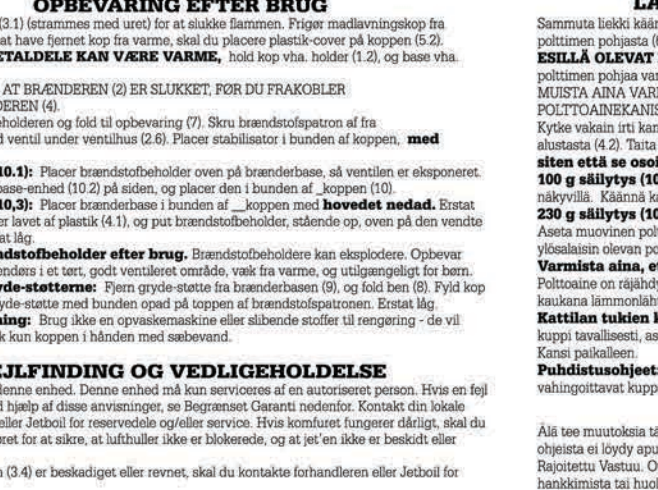 OPBEVARING EFTER BRUG
(3.1) (strammes med uret) for at slukke flammen. Frigør madlavningskop fra
at have fjernet kop fra varme, skal du placere plastik-cover på koppen (5.2).
ETALDELE KAN VÆRE VARME, hold kop vha. holder (1.2), og base vha.
AT BRÆNDEREN (2) ER SLUKKET, FØR DU FRAKOBLER
DEREN (4).
eholderen og fold til opbevaring (7). Skru brændstofspatron af fra
d ventil under ventilhus (2.6). Placer stabilisator i bunden af koppen, med
10.1): Placer brændstofbeholder oven på brænderbase, så ventilen er eksponeret.
base-enhed (10.2) på siden, og placer den i bunden af _koppen (10).
10,3): Placer brænderbase i bunden af __koppen med hovedet nedad. Erstat
er lavet af plastik (4.1), og put brændstofbeholder, stående op, oven på den vendte
at låg.
ndstofbeholder efter brug. Brændstofbeholdere kan eksplodere. Opbevar
endørs i et tørt, godt ventileret område, væk fra varme, og utilgængeligt for børn.
yde-støtterne: Fjern gryde-støtte fra brænderbasen (9), og fold ben (8). Fyld kop
yde-støtte med bunden opad på toppen af brændstofspatronen. Erstat låg.
ning: Brug ikke en opvaskemaskine eller slibende stoffer til rengøring - de vil
k kun koppen i hånden med sæbevand.
EJLFINDING OG VEDLIGEHOLDELSE
denne enhed. Denne enhed må kun serviceres af en autoriseret person. Hvis en fejl
d hjælp af disse anvisninger, se Begrænset Garanti nedenfor. Kontakt din lokale
eller Jetboil for reservedele og/eller service. Hvis komfuret fungerer dårligt, skal du
ret for at sikre, at lufthuller ikke er blokerede, og at jet'en ikke er beskidt eller
n (3.4) er beskadiget eller revnet, skal du kontakte forhandleren eller Jetboil for
LÄ
Sammuta liekki käär
polttimen pohjasta (6
ESILLÄ OLEVAT
polttimen pohjaa var
MUISTA AINA VARI
POLTTOAINEKANIS
Kytke vakain irti kan
alustasta (4.2). Taita
siten että se osoi
100 g säilytys (10
näkyvillä. Käännä ka
230 g säilytys (10
Aseta muovinen pol
ylösalaisin olevan po
Varmista aina, et
Polttoaine on räjähdy
kaukana lämmönläh
Kattilan tukien k
kuppi tavallisesti, as
Kansi paikalleen.
Puhdistusohjeet:
vahingoittavat kupp
Älä tee muutoksia tä
ohjeista ei löydy apu
Rajoitettu Vastuu. O
hankkimista tai huol